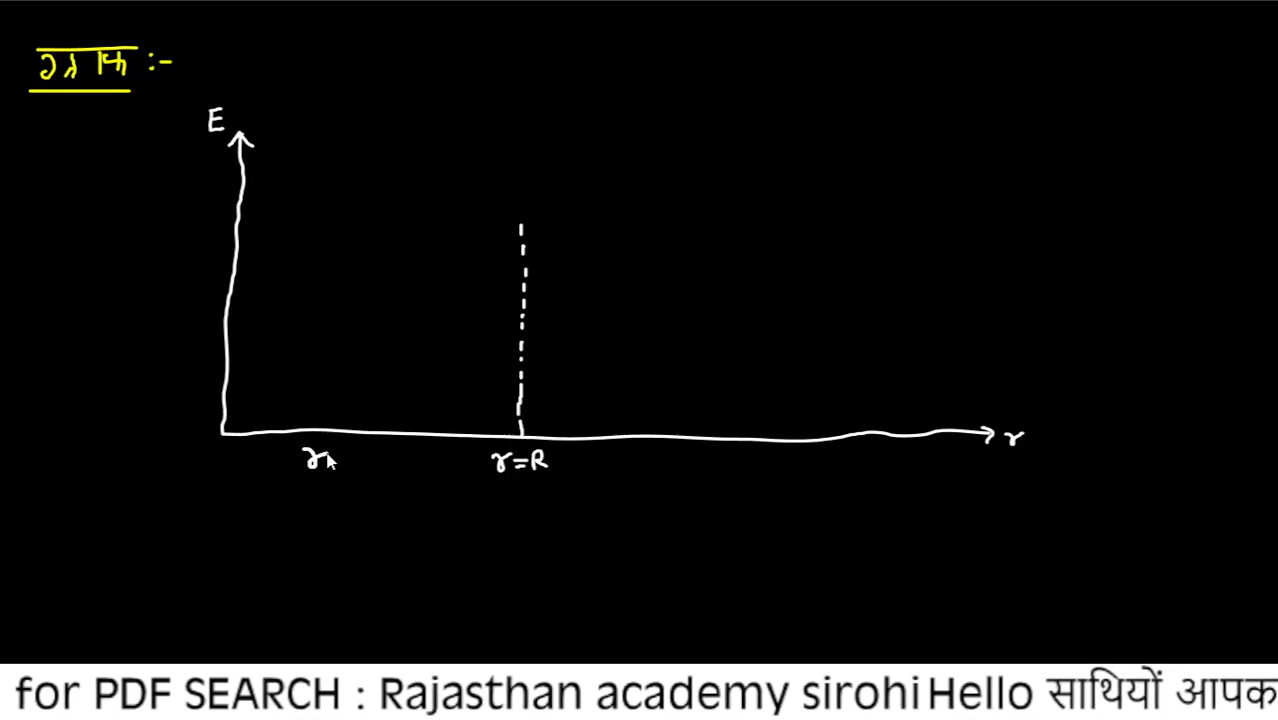 E
r
r r=R
for PDF SEARCH : Rajasthan academy sirohi Hello साथियों आपक